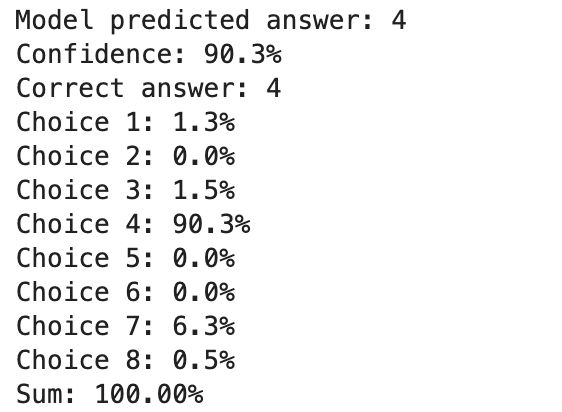 Model predicted answer: 4
Confidence: 90.3%
Correct answer: 4
Choice 1: 1.3%
Choice 2: 0.0%
Choice 3: 1.5%
Choice 4: 90.3%
Choice 5: 0.0%
Choice 6: 0.0%
Choice 7: 6.3%
Choice 8: 0.5%
Sum: 100.00%